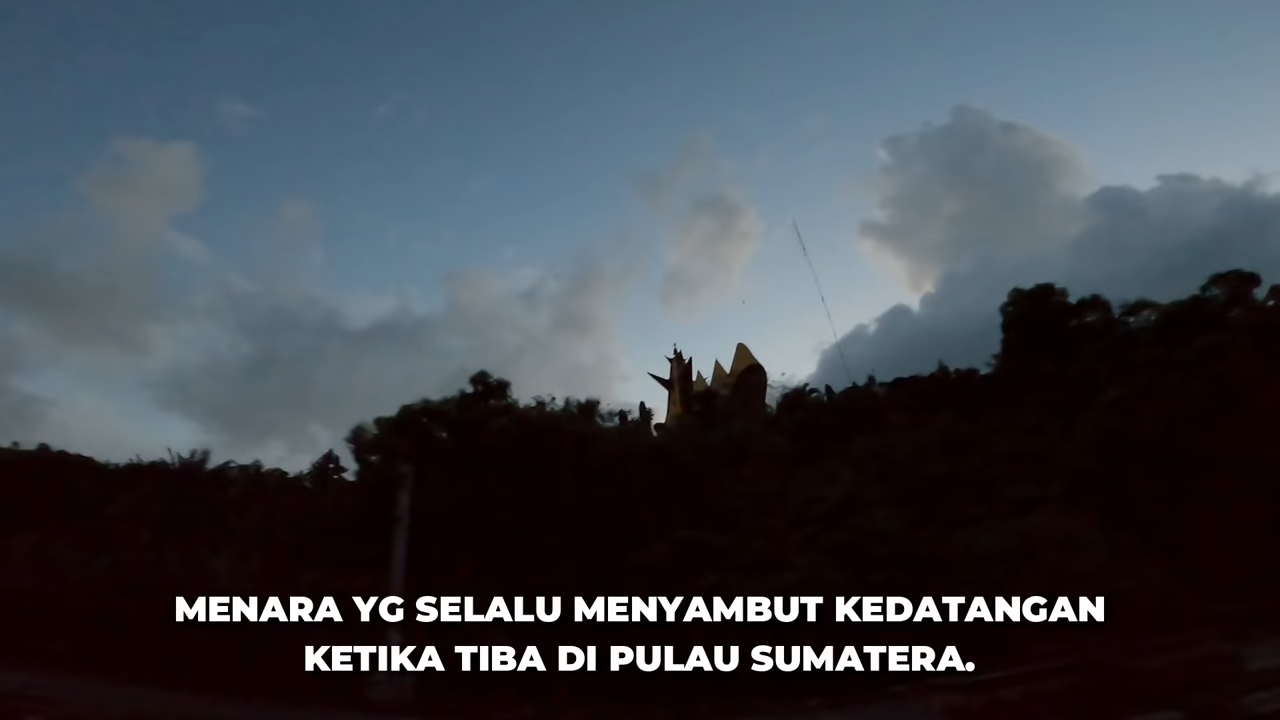 MENARA YG SELALU MENYAMBUT KEDATANGAN
KETIKA TIBA DI PULAU SUMATERA.